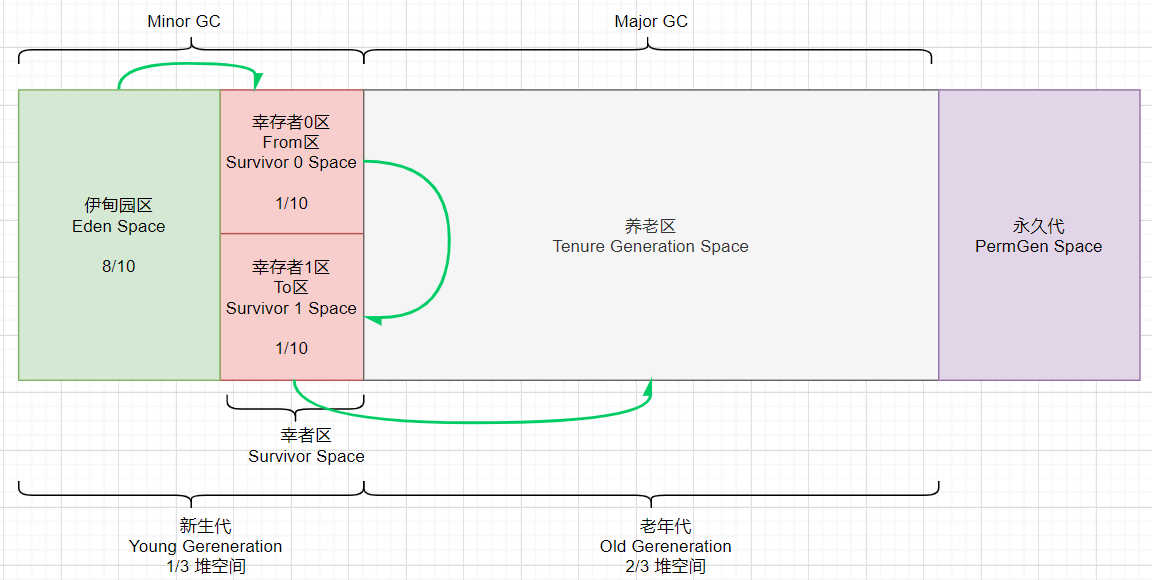 Minor GC
Major GC
伊甸园区
Eden Space
8/10
幸存者0区
From区
Survivor 0 Space
1/10
幸存者1区
To区
Survivor 1 Space
1/10
养老区
Tenure Generation Space
永久代
PermGen Space
幸者区
Survivor Space
新生代
Young Gereneration
1/3 堆空间
老年代
Old Gereneration
2/3 堆空间